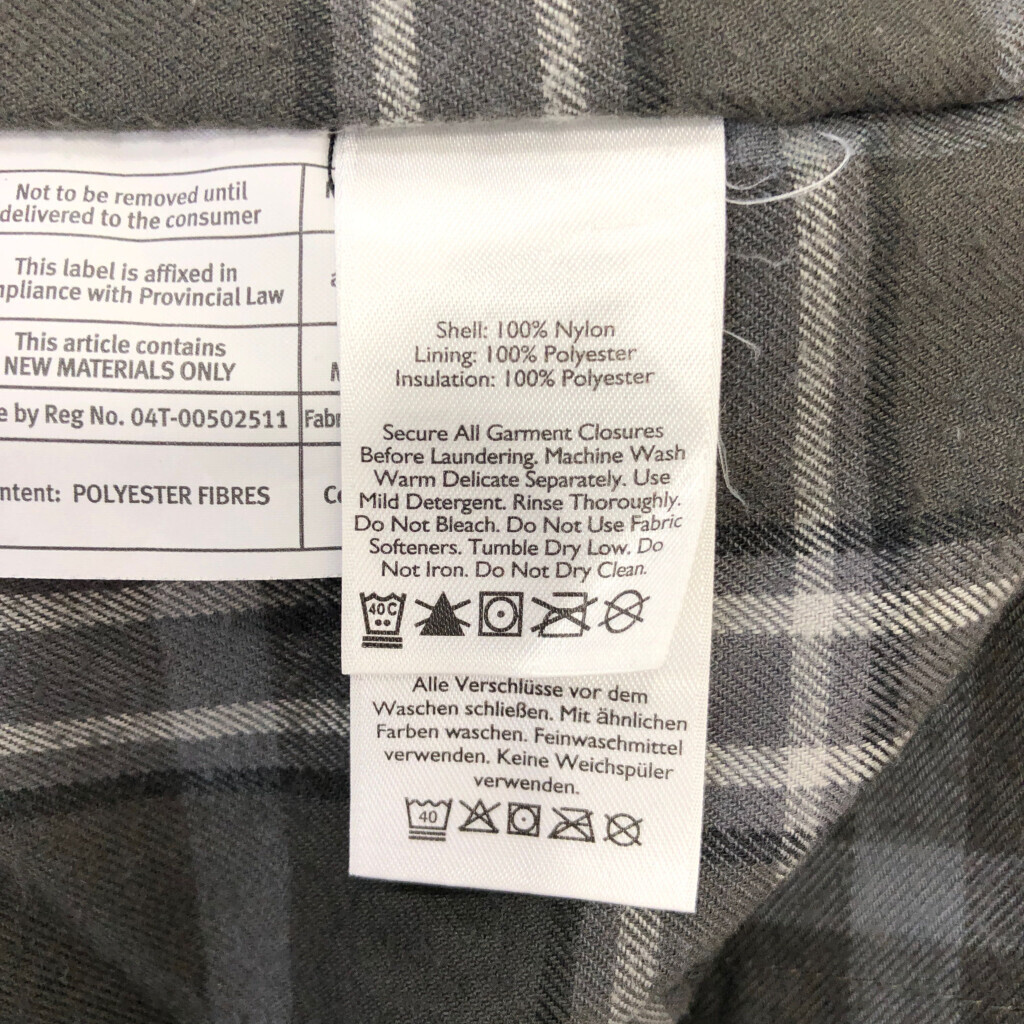 Not to be removed until
delivered to the consumer
This label is affixed in
with Provincial Law
This article contains
NEW MATERIALS ONLY
by Reg No. 04T-00502511
POLYESTER FIBRES
Shell: 100% Nylon
Lining: 100% Polyester
Insulation: 100% Polyester
Secure All Garment Closures
Before Laundering. Machine Wash
Warm Delicate Separately. Use
Mild Detergent. Rinse Thoroughly.
Do Not Bleach. Do Not Use Fabric
Softeners. Tumble Dry Low. Do
Not Iron. Do Not Dry Clean.
40C
Alle Verschlüsse vor dem
Waschen schließen. Mit ähnlichen
Farben waschen. Feinwaschmittel
verwenden. Keine Weichspüler
verwenden.
40